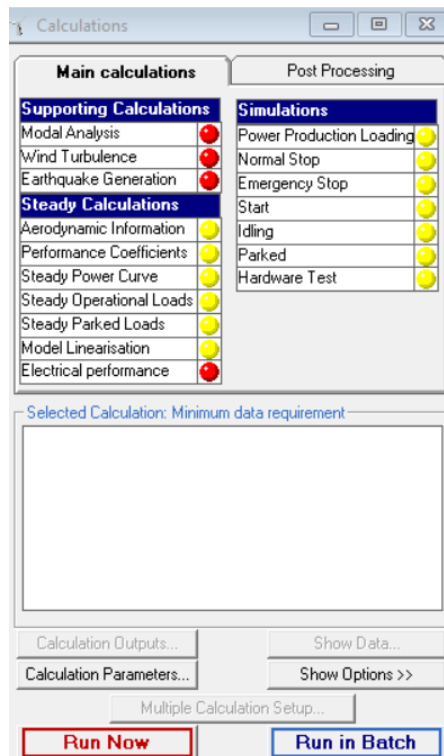 Calculations
Main calculations
Post Processing
Supporting Calculations
Modal Analysis
Wind Turbulence
Earthquake Generation
Steady Calculations
Aerodynamic Information
Performance Coefficients
Steady Power Curve
Steady Operational Loads
Steady Parked Loads
Model Linearisation
Electrical performance
Simulations
Power Production Loading
Normal Stop
Emergency Stop
Start
Idling
Parked
Hardware Test
Selected Calculation: Minimum data requirement
Calculation Outputs...
Show Data...
Calculation Parameters...
Show Options >>
Multiple Calculation Setup...
Run Now
Run in Batch